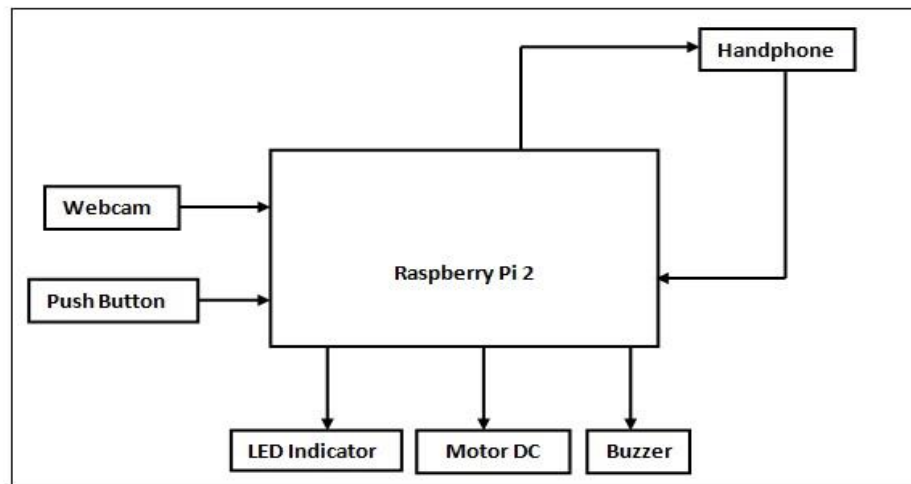 Handphone
Webcam
Raspberry Pi 2
Push Button
LED Indicator
Motor DC
Buzzer